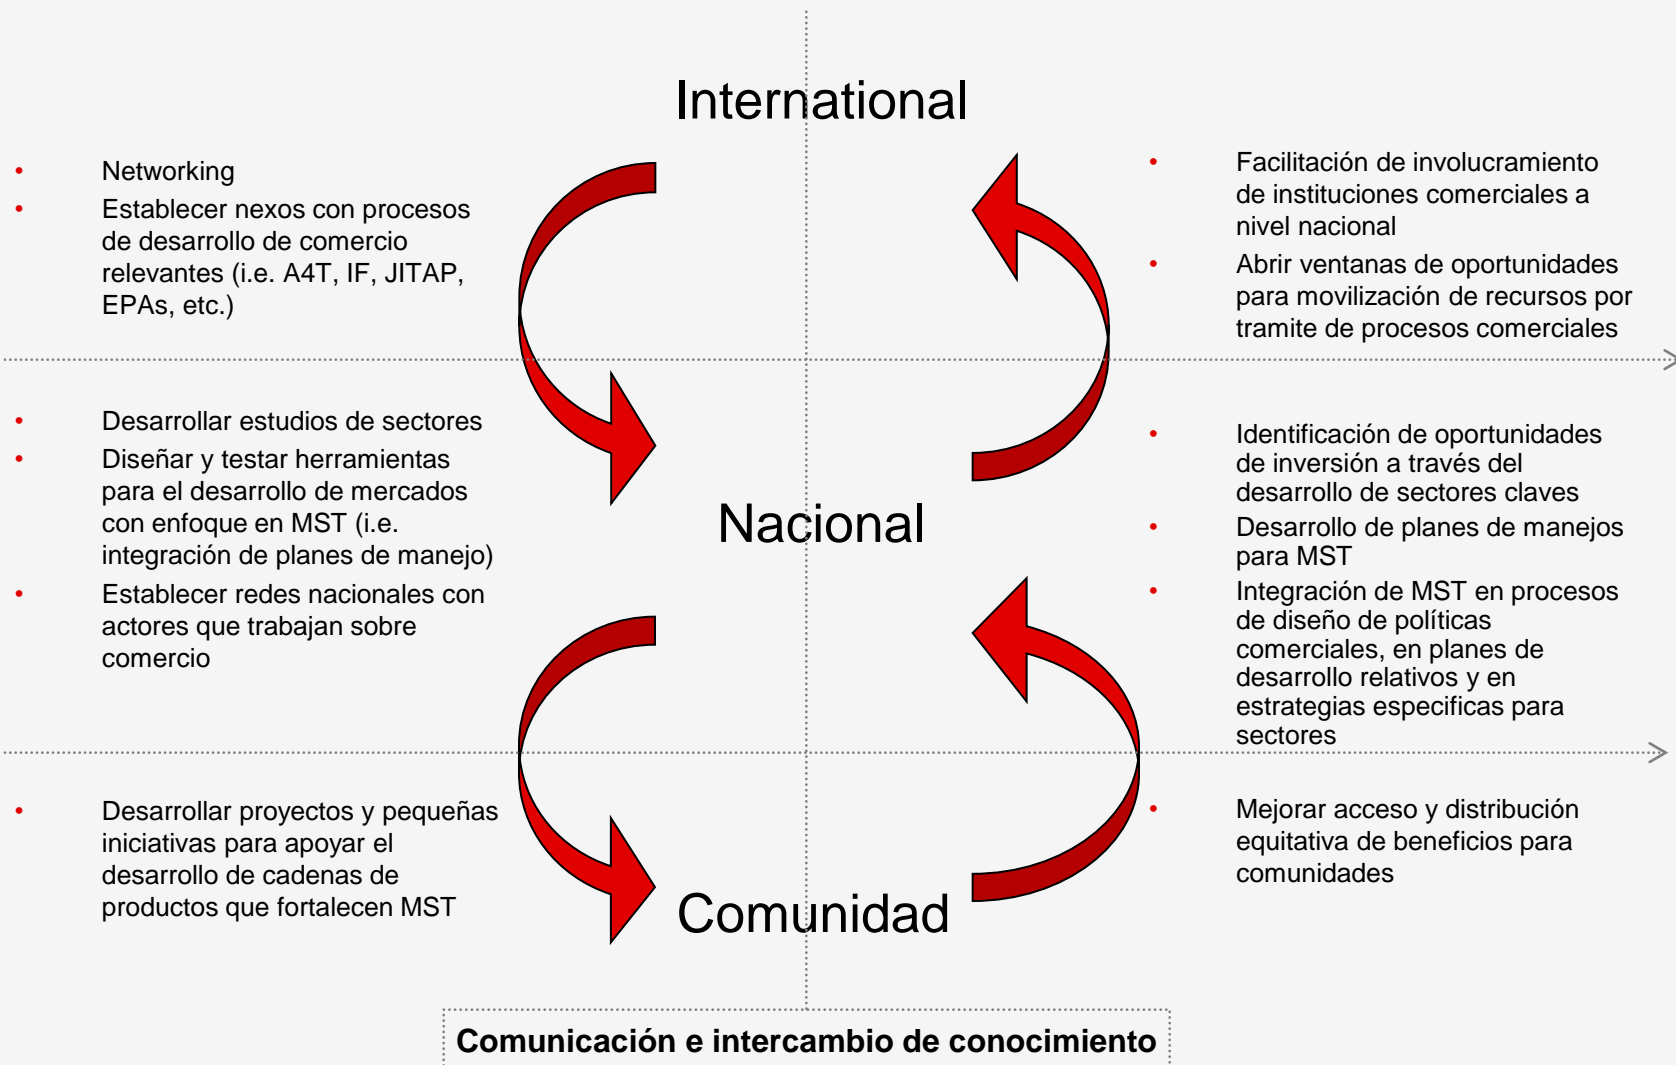 International
• Networking
• Establecer nexos con procesos
de desarrollo de comercio
relevantes (i.e. A4T, IF, JITAP,
EPAs, etc.)
• Facilitación de involucramiento
de instituciones comerciales a
nivel nacional
• Abrir ventanas de oportunidades
para movilización de recursos por
tramite de procesos comerciales
Nacional
• Desarrollar estudios de sectores
• Diseñar y testar herramientas
para el desarrollo de mercados
con enfoque en MST (i.e.
integración de planes de manejo)
• Establecer redes nacionales con
actores que trabajan sobre
comercio
• Identificación de oportunidades
de inversión a través del
desarrollo de sectores claves
• Desarrollo de planes de manejos
para MST
• Integración de MST en procesos
de diseño de políticas
comerciales, en planes de
desarrollo relativos y en
estrategias especificas para
sectores
• Desarrollar proyectos y pequeñas
iniciativas para apoyar el
desarrollo de cadenas de
productos que fortalecen MST
Comunidad
• Mejorar acceso y distribución
equitativa de beneficios para
comunidades
Comunicación e intercambio de conocimiento